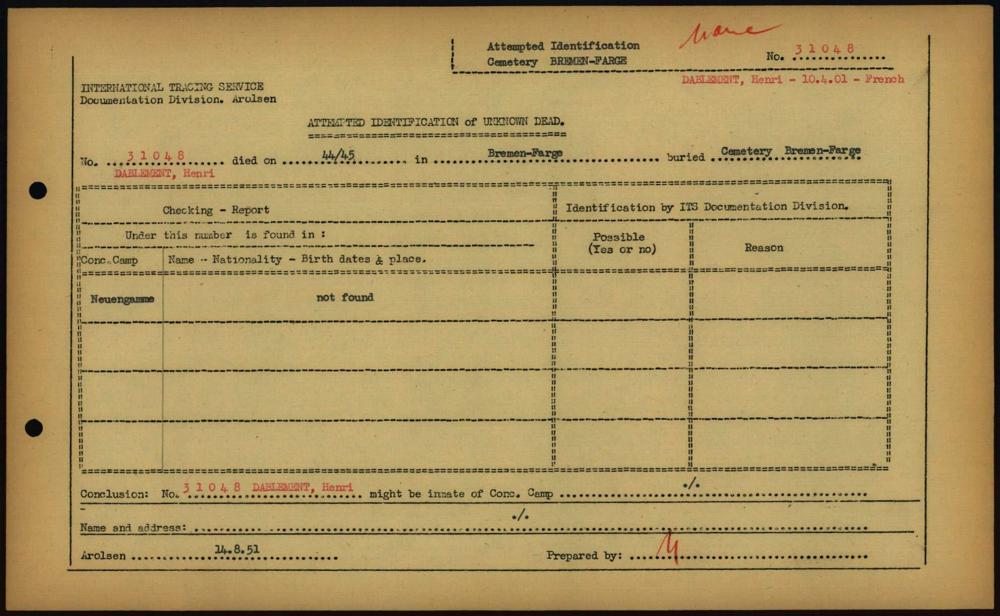 Attempted Identification
Cemetery BREMEN-FARGE
No. 31048
DABLEMENT, Henri - 10.4.01 - French
INTERNATIONAL TRACING SERVICE
Documentation Division. Arolsen
ATTEMPTED IDENTIFICATION of UNKNOWN DEAD.
No. 31048 died on 44/45 in Bremen-Farge buried Cemetery Bremen-Farge
DABLEMENT, Henri
Checking - Report
Identification by ITS Documentation Division.
Under this number is found in :
Possible
(Yes or no)
Reason
Conc.Camp
Name - Nationality - Birth dates & place.
Neuengamme
not found
Conclusion: No. 31048 DABLEMENT, Henri might be inmate of Conc. Camp ./.
Name and address: ./.
Arolsen 14.8.51 Prepared by: